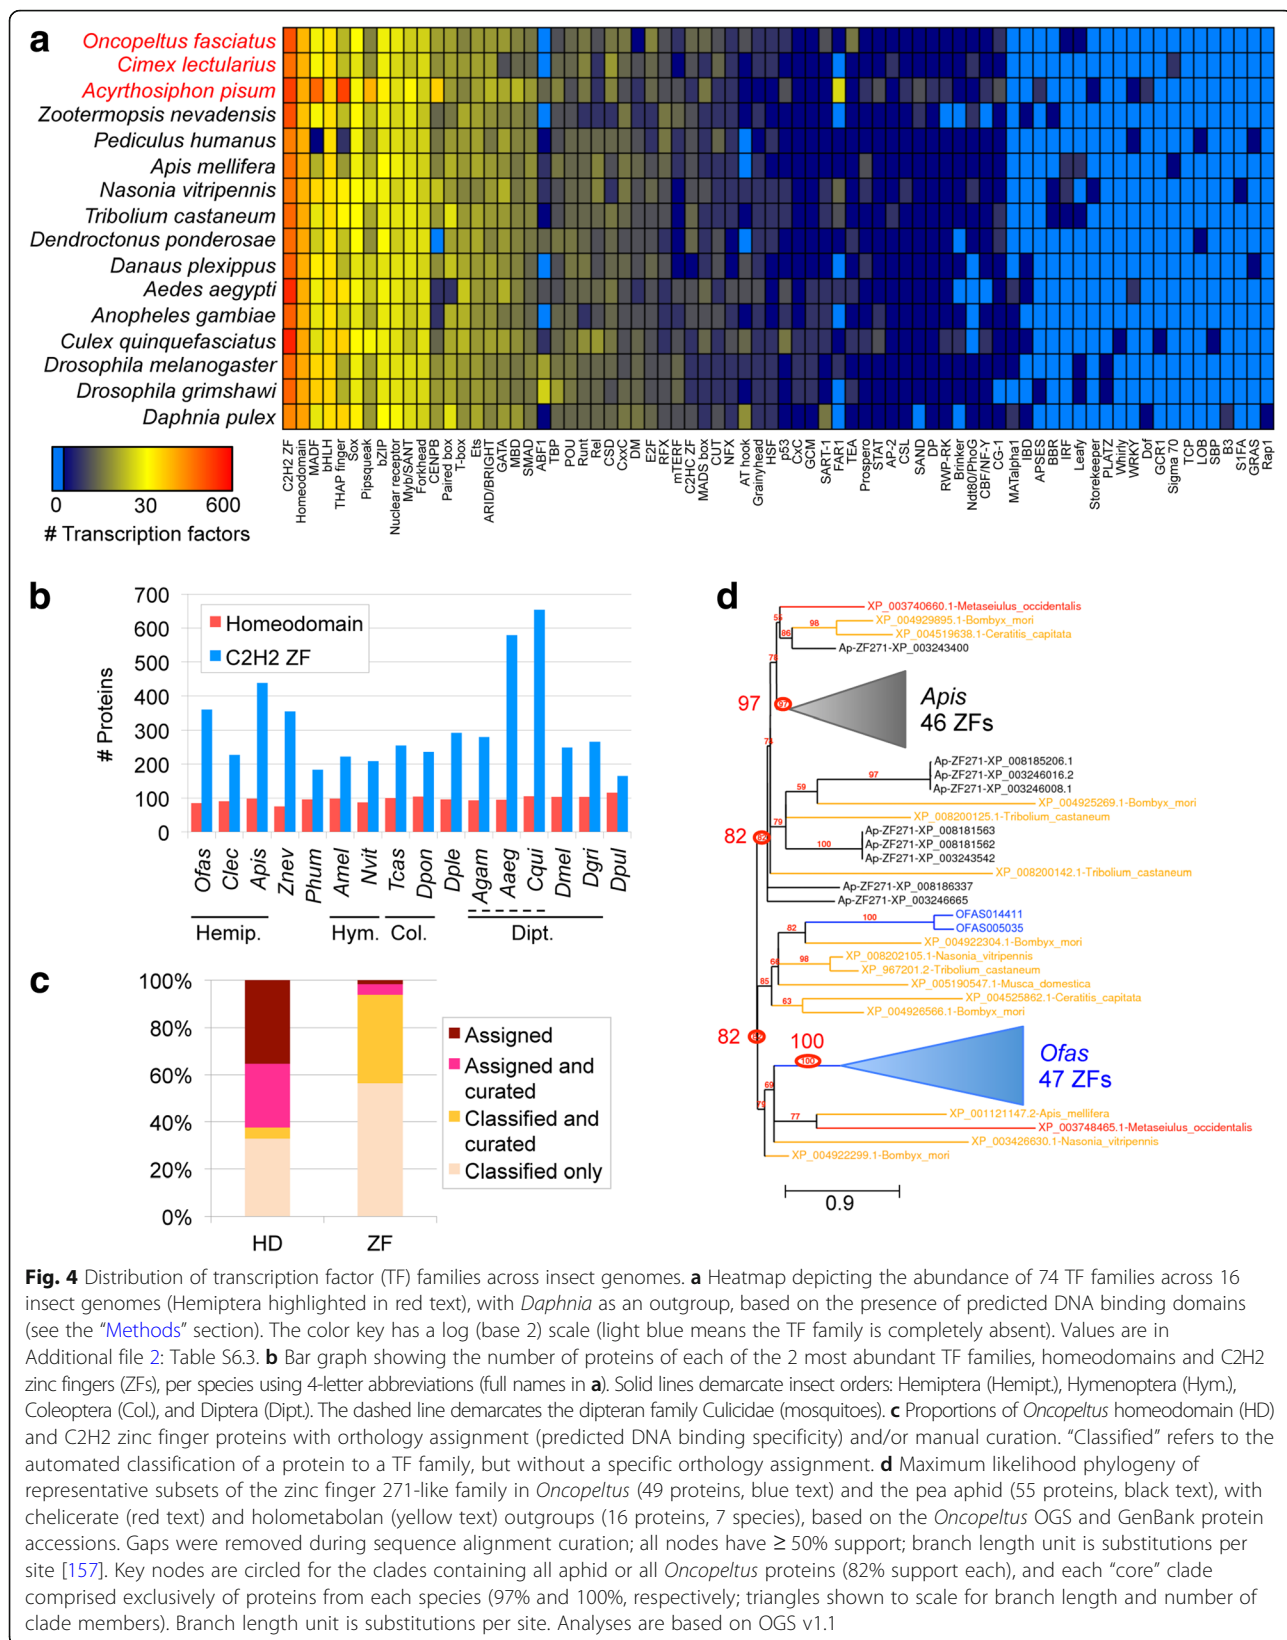 a
Oncopeltus fasciatus
Cimex lectularius
Acyrthosiphon pisum
Zootermopsis nevadensis
Pediculus humanus
Apis mellifera
Nasonia vitripennis
Tribolium castaneum
Dendroctonus ponderosae
Danaus plexippus
Aedes aegypti
Anopheles gambiae
Culex quinquefasciatus
Drosophila melanogaster
Drosophila grimshawi
Daphnia pulex
C2H2 ZF
Homeodomain
MADF
bHLH
THAP finger
Sox
Pipsqueak
bZIP
Nuclear receptor
Myb/SANT
Forkhead
CENPB
Paired box
T-box
Ets
ARID/BRIGHT
GATA
MBD
SMAD
ABF1
TBP
POU
Runt
Rel
CSD
CxxC
DM
E2F
RFX
mTERF
C2HC ZF
MADS box
CUT
NFX
AT hook
Grainyhead
HSF
p53
CxC
GCM
SART-1
FAR1
TEA
Prospero
STAT
AP-2
CSL
SAND
DP
RWP-RK
Brinker
Ndt80/PhoG
CBF/NF-Y
CG-1
MATalpha1
IBD
APSES
BBR
IRF
Leafy
Storekeeper
PLATZ
Whirly
WRKY
Dof
GCR1
Sigma 70
TCP
LOB
SBP
B3
S1FA
GRAS
Rap1
0 30 600
# Transcription factors
b
# Proteins
700
600
500
400
300
200
100
0
Homeodomain
C2H2 ZF
Ofas
Clec
Apis
Znev
Phum
Amel
Nvit
Tcas
Dpon
Dple
Agam
Aaeg
Cqui
Dmel
Dgri
Dpul
Hemip. Hym. Col. Dipt.
c
100%
80%
60%
40%
20%
0%
HD ZF
Assigned
Assigned and
curated
Classified and
curated
Classified only
d
XP_003740660.1-Metaseiulus_occidentalis
55
XP_004929895.1-Bombyx_mori
98
86
XP_004519638.1-Ceratitis_capitata
Ap-ZF271-XP_003243400
78
97
97
Apis
46 ZFs
Ap-ZF271-XP_008185206.1
97
Ap-ZF271-XP_003246016.2
59
Ap-ZF271-XP_003246008.1
XP_004925269.1-Bombyx_mori
XP_008200125.1-Tribolium_castaneum
79
Ap-ZF271-XP_008181563
82
100
Ap-ZF271-XP_008181562
Ap-ZF271-XP_003243542
XP_008200142.1-Tribolium_castaneum
Ap-ZF271-XP_008186337
Ap-ZF271-XP_003246665
OFAS014411
100
OFAS005035
82
XP_004922304.1-Bombyx_mori
XP_008202105.1-Nasonia_vitripennis
66
98
XP_967201.2-Tribolium_castaneum
85
XP_005190547.1-Musca_domestica
XP_004525862.1-Ceratitis_capitata
63
XP_004926566.1-Bombyx_mori
82
100
100
Ofas
47 ZFs
69
79
XP_001121147.2-Apis_mellifera
77
XP_003748465.1-Metaseiulus_occidentalis
XP_003426630.1-Nasonia_vitripennis
XP_004922299.1-Bombyx_mori
0.9
Fig. 4 Distribution of transcription factor (TF) families across insect genomes. a Heatmap depicting the abundance of 74 TF families across 16
insect genomes (Hemiptera highlighted in red text), with Daphnia as an outgroup, based on the presence of predicted DNA binding domains
(see the “Methods” section). The color key has a log (base 2) scale (light blue means the TF family is completely absent). Values are in
Additional file 2: Table S6.3. b Bar graph showing the number of proteins of each of the 2 most abundant TF families, homeodomains and C2H2
zinc fingers (ZFs), per species using 4-letter abbreviations (full names in a). Solid lines demarcate insect orders: Hemiptera (Hemipt.), Hymenoptera (Hym.),
Coleoptera (Col.), and Diptera (Dipt.). The dashed line demarcates the dipteran family Culicidae (mosquitoes). c Proportions of Oncopeltus homeodomain (HD)
and C2H2 zinc finger proteins with orthology assignment (predicted DNA binding specificity) and/or manual curation. “Classified” refers to the
automated classification of a protein to a TF family, but without a specific orthology assignment. d Maximum likelihood phylogeny of
representative subsets of the zinc finger 271-like family in Oncopeltus (49 proteins, blue text) and the pea aphid (55 proteins, black text), with
chelicerate (red text) and holometabolan (yellow text) outgroups (16 proteins, 7 species), based on the Oncopeltus OGS and GenBank protein
accessions. Gaps were removed during sequence alignment curation; all nodes have ≥ 50% support; branch length unit is substitutions per
site [157]. Key nodes are circled for the clades containing all aphid or all Oncopeltus proteins (82% support each), and each “core” clade
comprised exclusively of proteins from each species (97% and 100%, respectively; triangles shown to scale for branch length and number of
clade members). Branch length unit is substitutions per site. Analyses are based on OGS v1.1